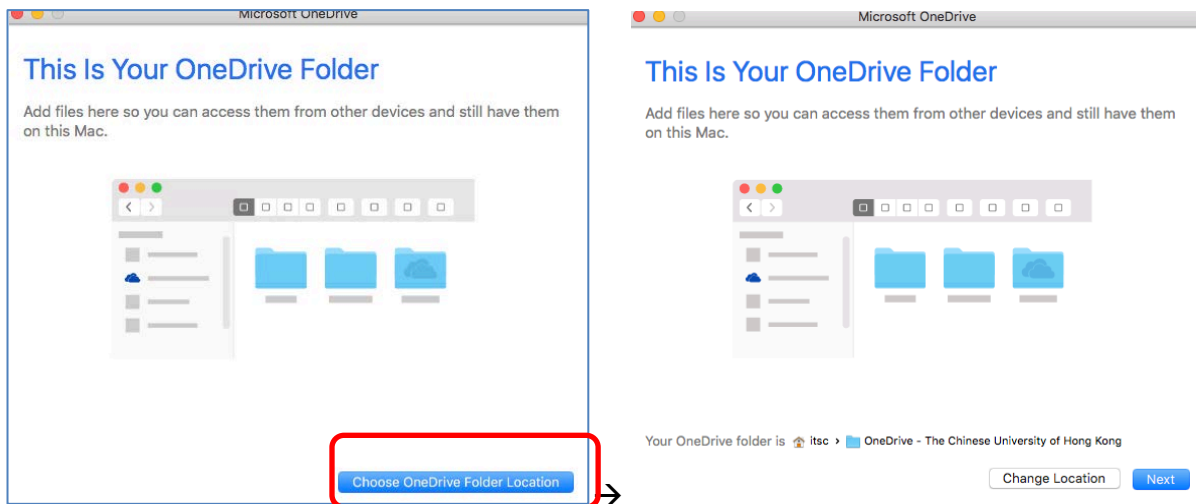 Microsoft OneDrive
This Is Your OneDrive Folder
Add files here so you can access them from other devices and still have them
on this Mac.
Choose OneDrive Folder Location
→
Microsoft OneDrive
This Is Your OneDrive Folder
Add files here so you can access them from other devices and still have them
on this Mac.
Your OneDrive folder is itsc › OneDrive - The Chinese University of Hong Kong
Change Location Next